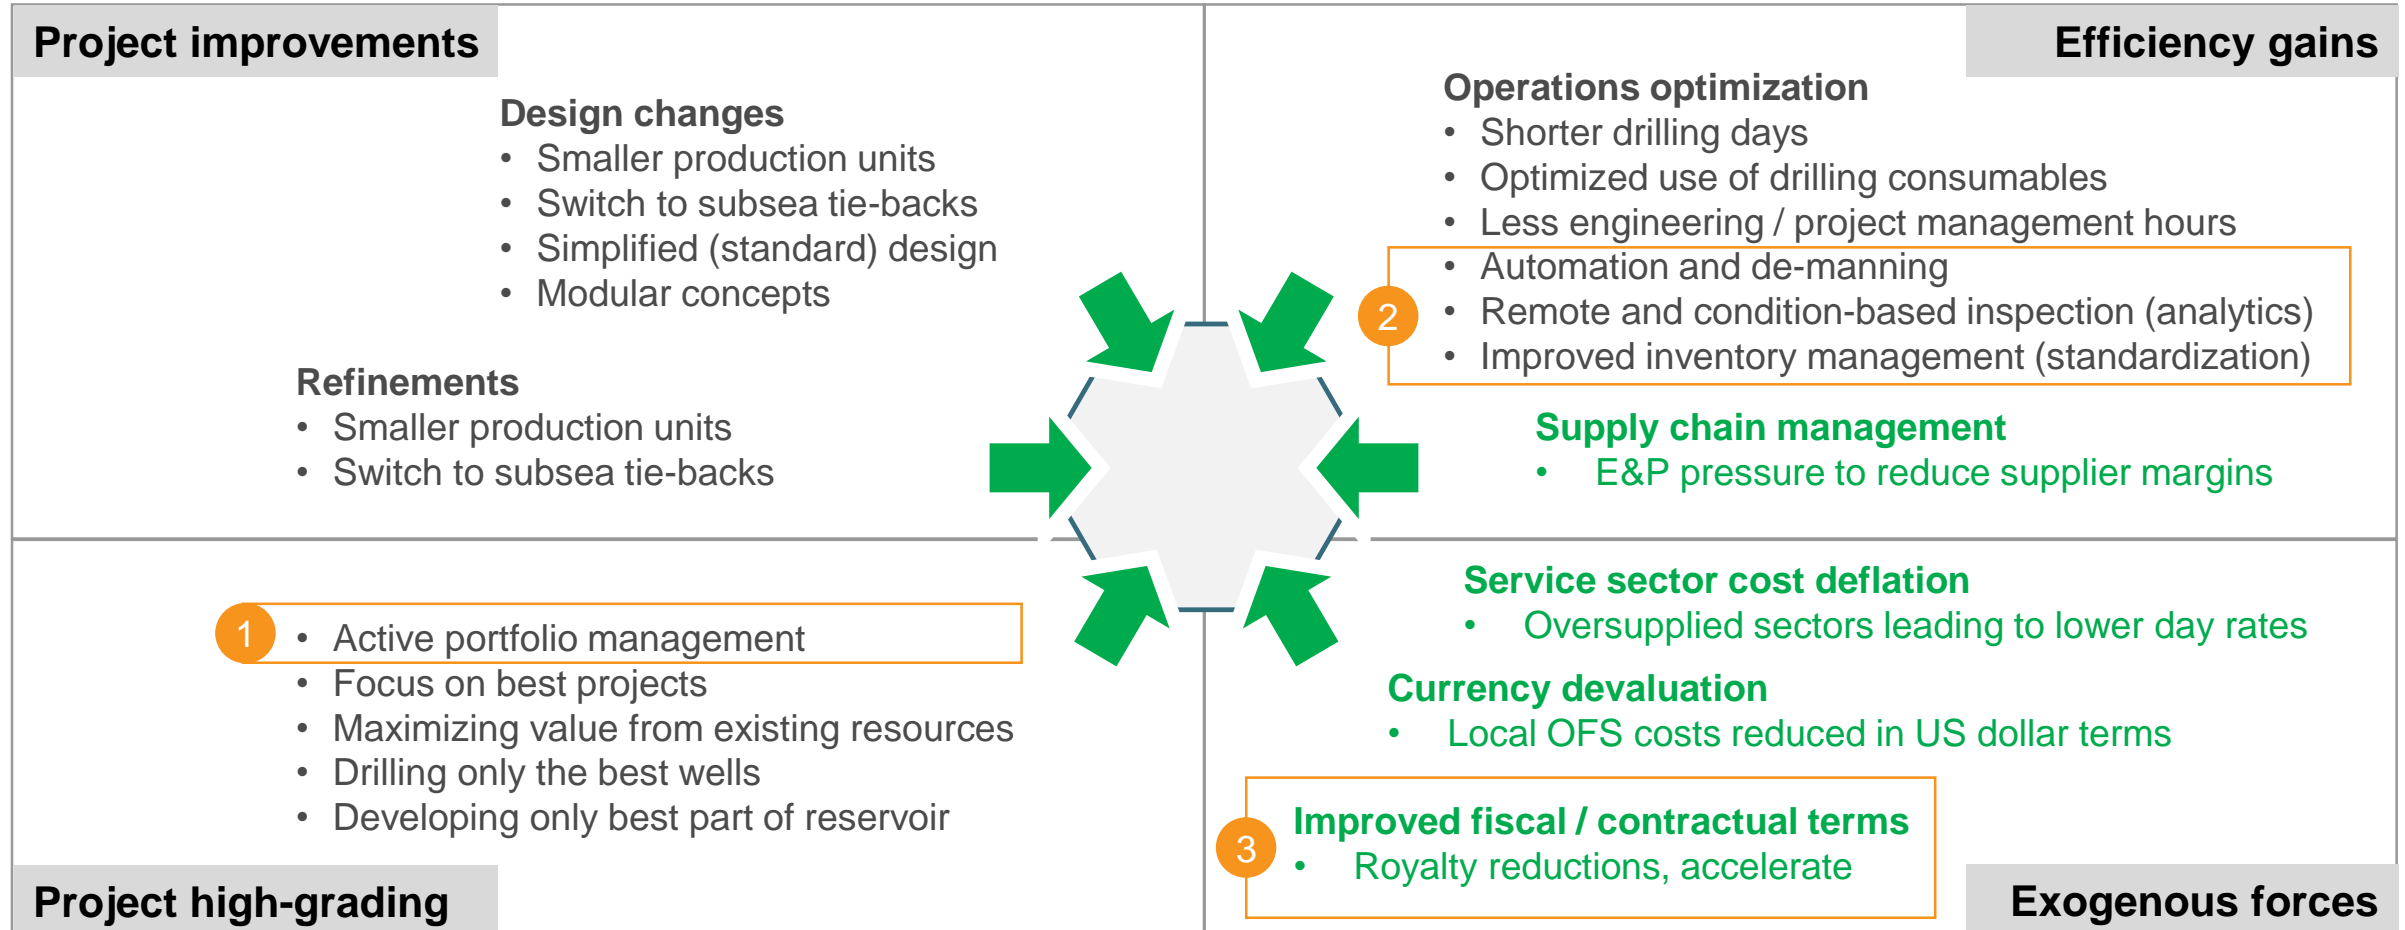 Project improvements
Design changes
• Smaller production units
• Switch to subsea tie-backs
• Simplified (standard) design
• Modular concepts
Refinements
• Smaller production units
• Switch to subsea tie-backs
Efficiency gains
Operations optimization
• Shorter drilling days
• Optimized use of drilling consumables
• Less engineering / project management hours
• Automation and de-manning
2
• Remote and condition-based inspection (analytics)
• Improved inventory management (standardization)
Supply chain management
• E&P pressure to reduce supplier margins
1
• Active portfolio management
• Focus on best projects
• Maximizing value from existing resources
• Drilling only the best wells
• Developing only best part of reservoir
Project high-grading
Service sector cost deflation
• Oversupplied sectors leading to lower day rates
Currency devaluation
• Local OFS costs reduced in US dollar terms
Improved fiscal / contractual terms
3
• Royalty reductions, accelerate
Exogenous forces